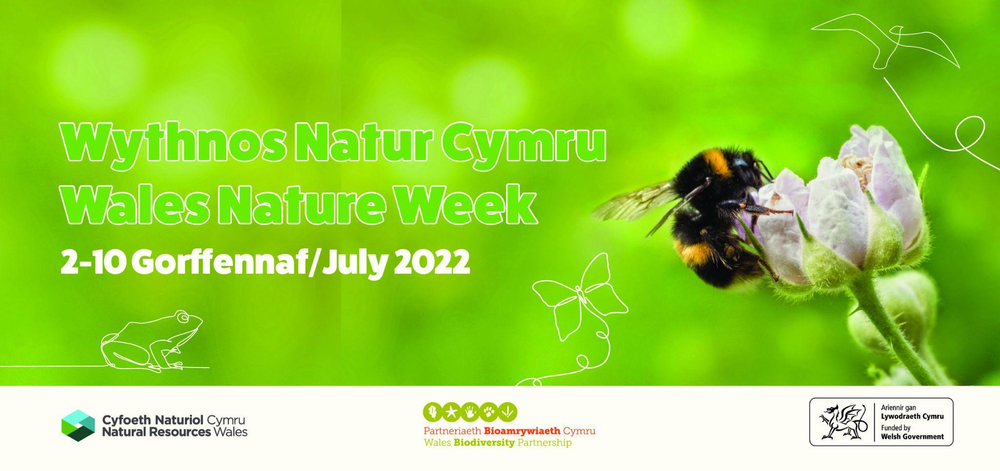 Wythnos Natur Cymru
Wales Nature Week
2-10 Gorffennaf/July 2022
Cyfoeth Naturiol Cymru
Natural Resources Wales
Partneriaeth Bioamrywiaeth Cymru
Wales Biodiversity Partnership
Ariennir gan
Lywodraeth Cymru
Funded by
Welsh Government